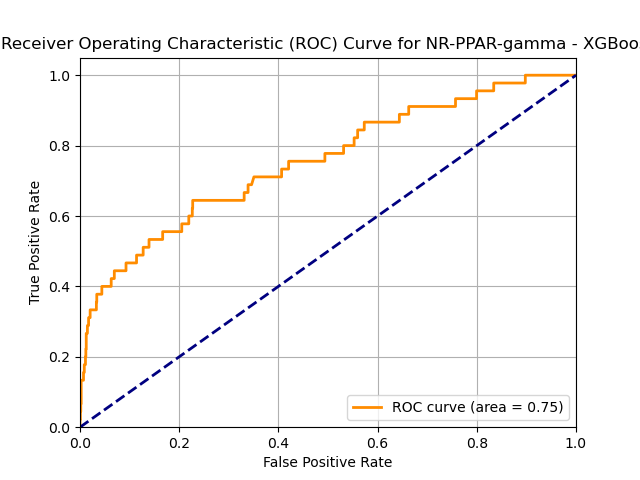 Receiver Operating Characteristic (ROC) Curve for NR-PPAR-gamma - XGBoo
1.0
0.8
0.6
0.4
0.2
0.0
True Positive Rate
ROC curve (area = 0.75)
0.0 0.2 0.4 0.6 0.8 1.0
False Positive Rate